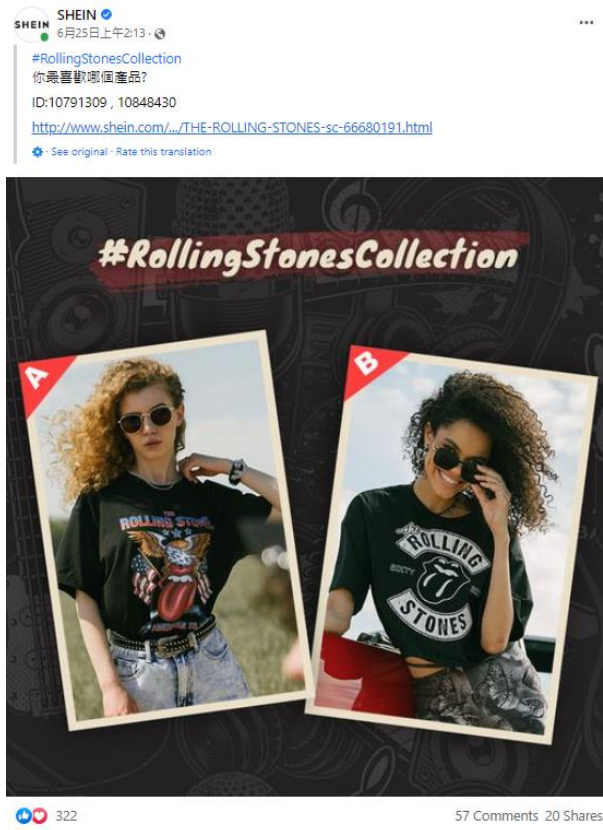 SHEIN
SHEIN
6月25日上午2:13 ·
#RollingStonesCollection
你最喜歡哪個產品?
ID:10791309 , 10848430
http://www.shein.com/.../THE-ROLLING-STONES-sc-66680191.html
· See original · Rate this translation
#RollingStonesCollection
A
B
THE
ROLLING
The
ROLLING
SIXTY
STONES
322
57 Comments 20 Shares